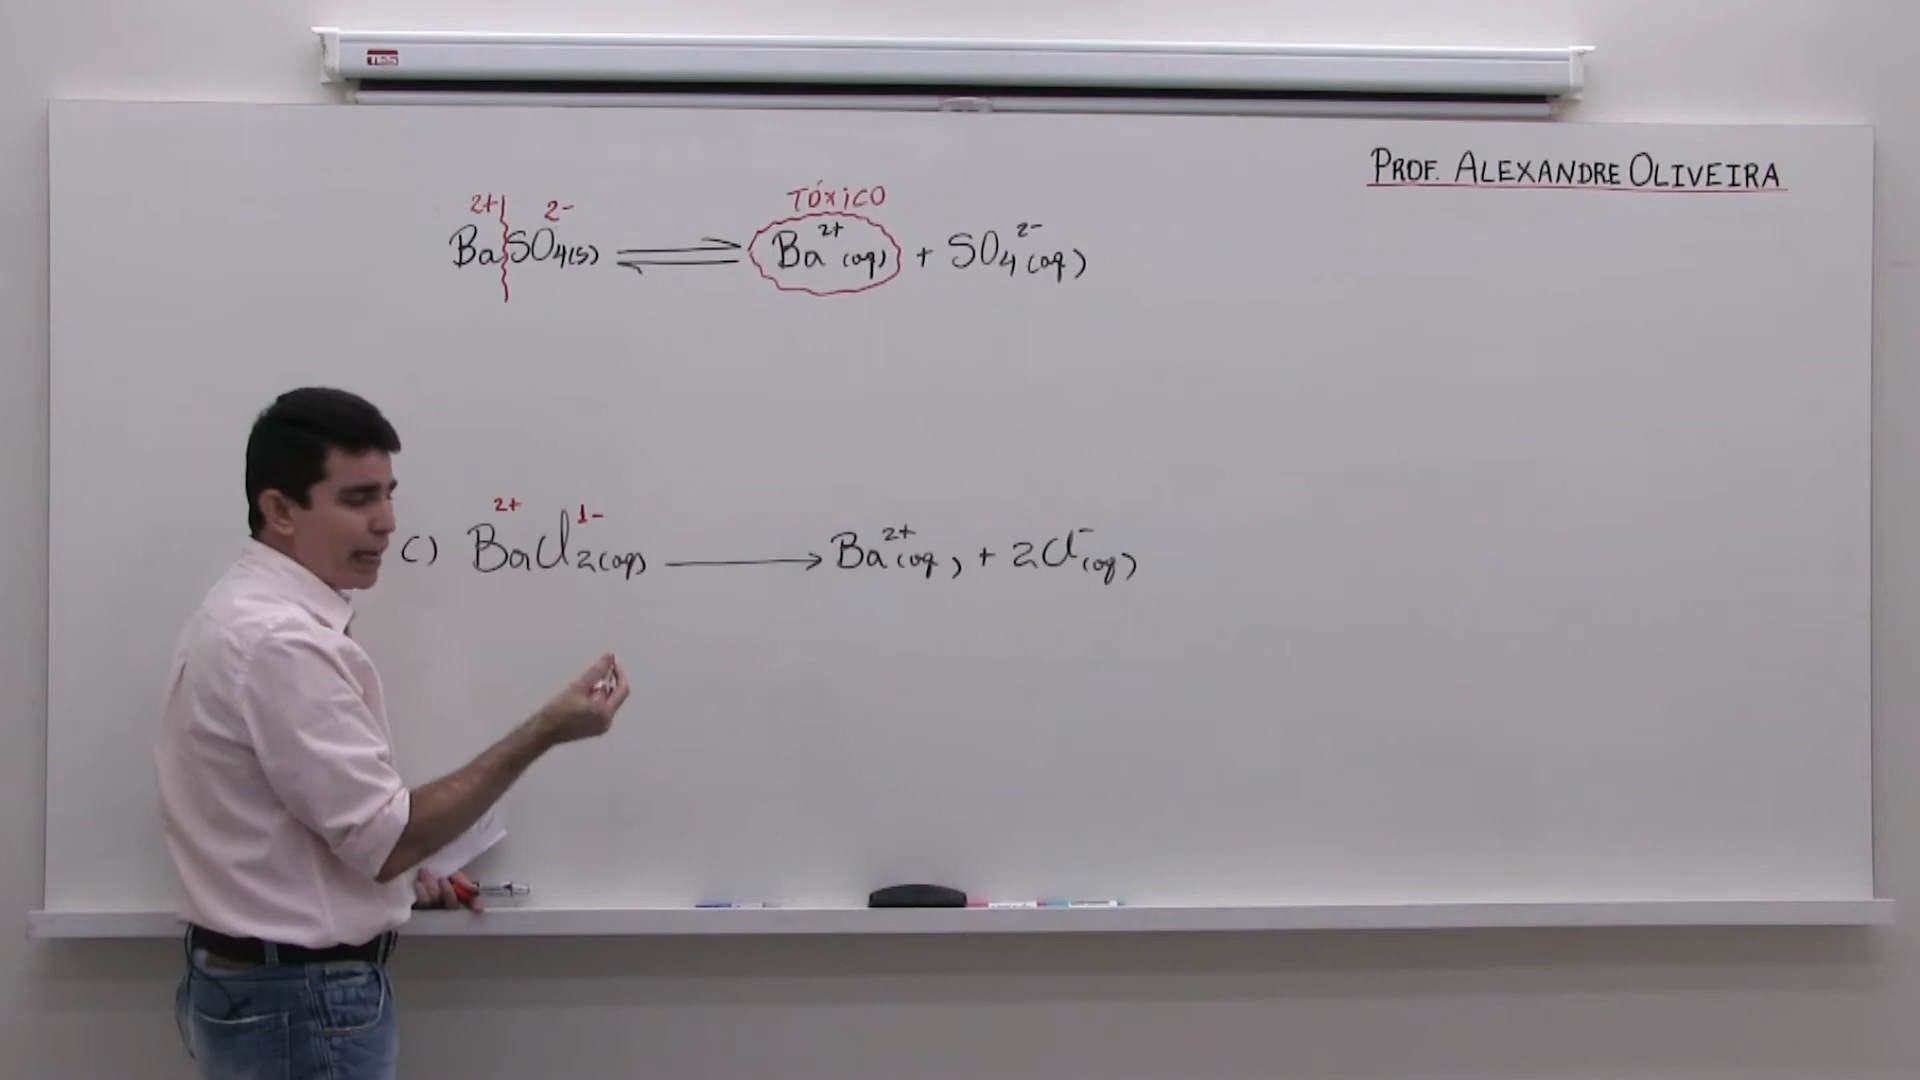 TES
PROF. ALEXANDRE OLIVEIRA
2+ 2- TÓXICO
BaSO4(s) ⇌ Ba2+(aq) + SO42-(aq)
2+ 1-
C) BaCl2(aq) ⟶ Ba2+(aq) + 2Cl-(aq)